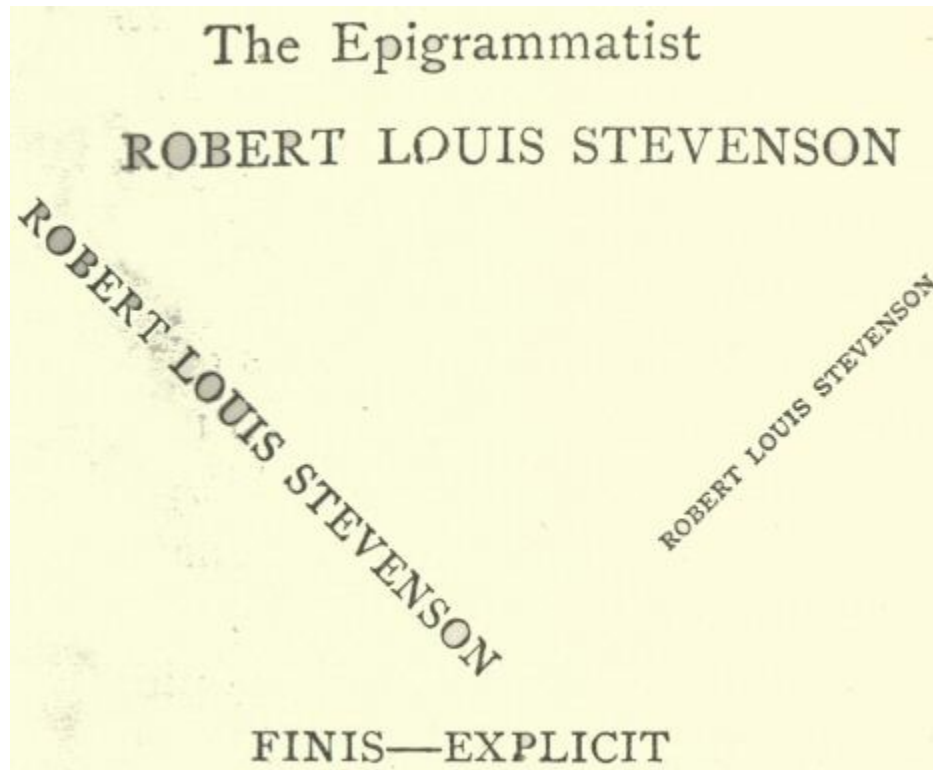 The Epigrammatist
ROBERT LOUIS STEVENSON
ROBERT LOUIS STEVENSON
ROBERT LOUIS STEVENSON
FINIS—EXPLICIT